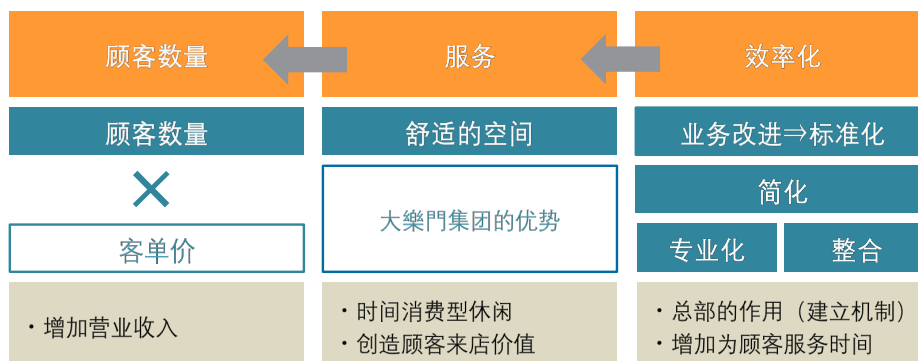 顾客数量
服务
效率化
顾客数量
舒适的空间
业务改进⇒标准化
×
大樂門集团的优势
简化
客单价
专业化
整合
・增加营业收入
・时间消费型休闲
・创造顾客来店价值
・总部的作用（建立机制）
・增加为顾客服务时间